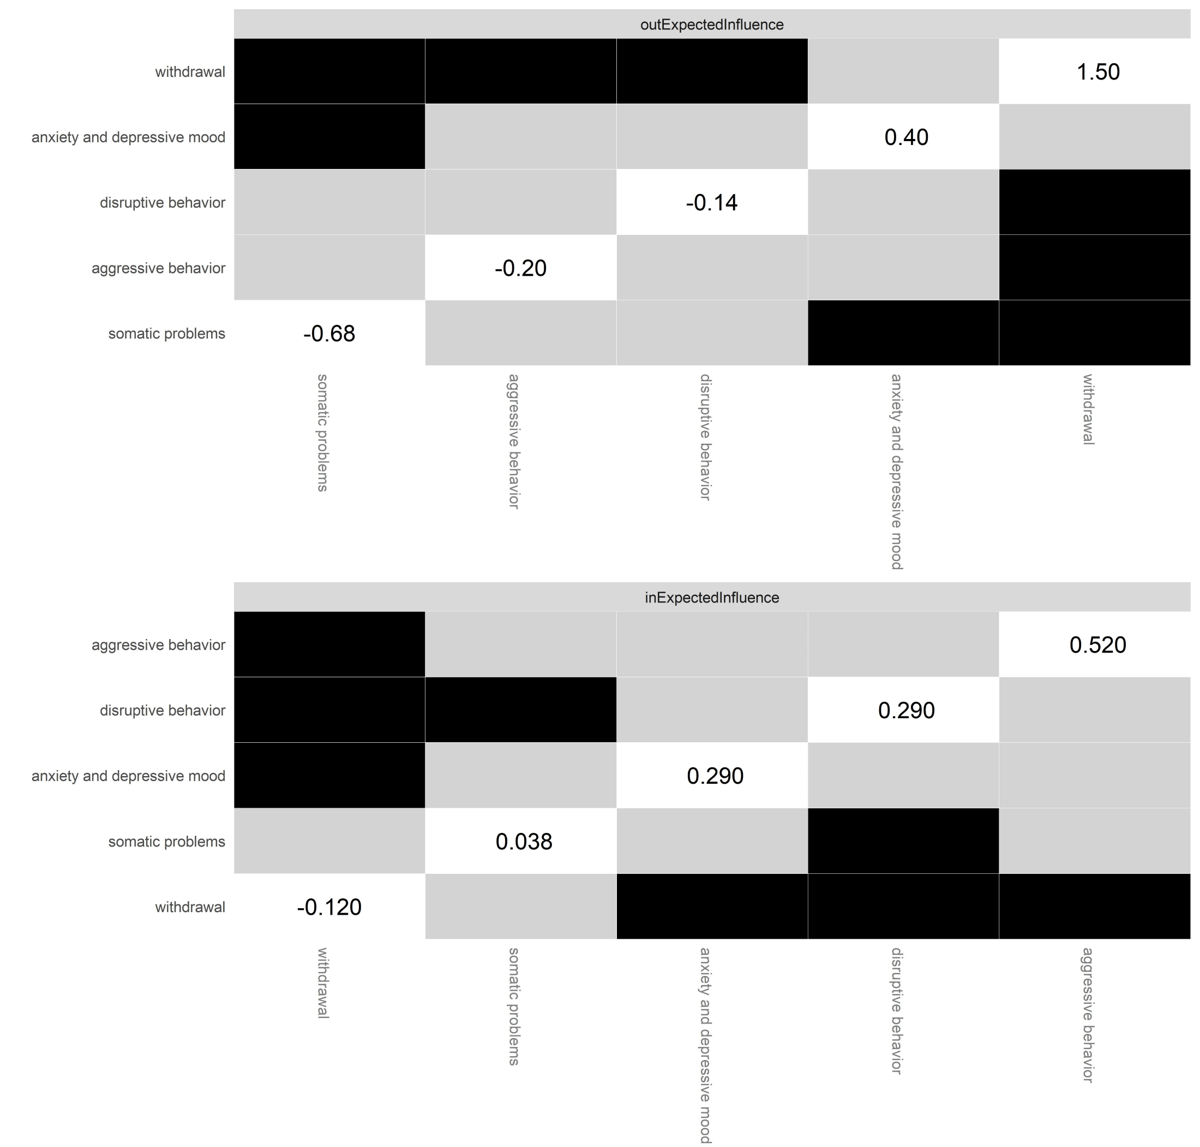 outExpectedInfluence
withdrawal
1.50
anxiety and depressive mood
0.40
disruptive behavior
-0.14
aggressive behavior
-0.20
somatic problems
-0.68
somatic problems
aggressive behavior
disruptive behavior
anxiety and depressive mood
withdrawal
inExpectedInfluence
aggressive behavior
0.520
disruptive behavior
0.290
anxiety and depressive mood
0.290
somatic problems
0.038
withdrawal
-0.120
withdrawal
somatic problems
anxiety and depressive mood
disruptive behavior
aggressive behavior